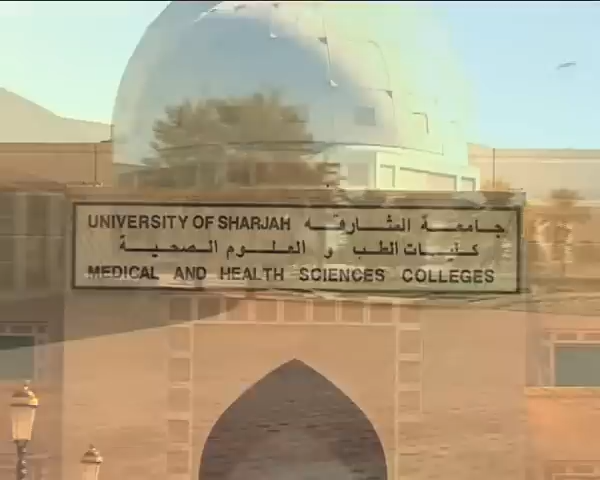 UNIVERSITY OF SHARJAH جامعة الشارقة
كليات الطب و العلوم الصحية
MEDICAL AND HEALTH SCIENCES COLLEGES